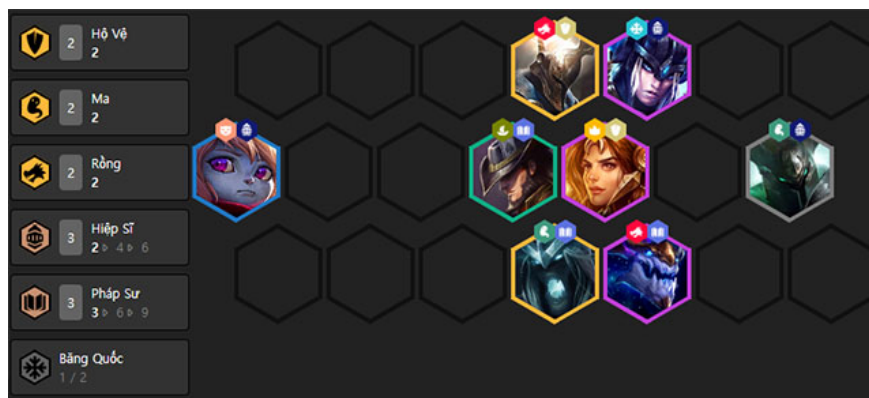 2 Hộ Vệ
2
2 Ma
2
2 Rồng
2
3 Hiệp Sĩ
2 ▸ 4 ▸ 6
3 Pháp Sư
3 ▸ 6 ▸ 9
Băng Quốc
1 / 2